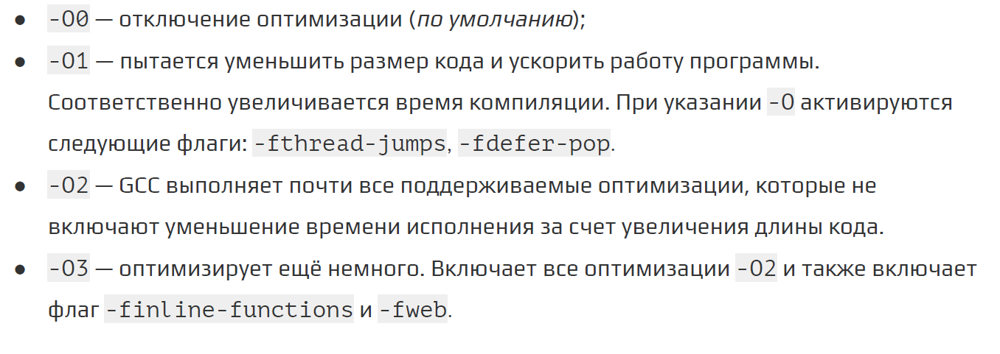 ● -O0 — отключение оптимизации (по умолчанию);
● -O1 — пытается уменьшить размер кода и ускорить работу программы.
Соответственно увеличивается время компиляции. При указании -O активируются
следующие флаги: -fthread-jumps, -fdefer-pop.
● -O2 — GCC выполняет почти все поддерживаемые оптимизации, которые не
включают уменьшение времени исполнения за счет увеличения длины кода.
● -O3 — оптимизирует ещё немного. Включает все оптимизации -O2 и также включает
флаг -finline-functions и -fweb.